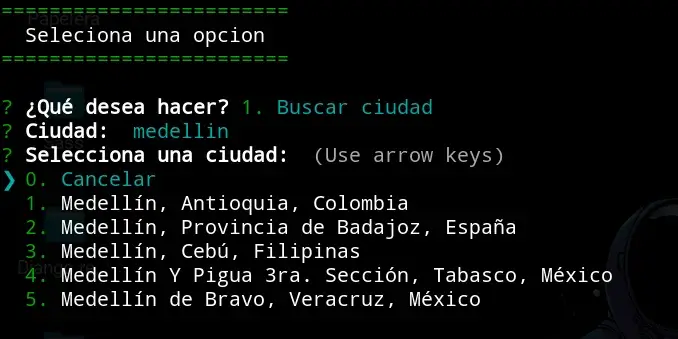 ========================
Papelera
Seleciona una opcion
========================
? ¿Qué desea hacer? 1. Buscar ciudad
? Ciudad: medellin
? Selecciona una ciudad: (Use arrow keys)
❯ 0. Cancelar
1. Medellín, Antioquia, Colombia
2. Medellín, Provincia de Badajoz, España
3. Medellín, Cebú, Filipinas
4. Medellín Y Pigua 3ra. Sección, Tabasco, México
5. Medellín de Bravo, Veracruz, México